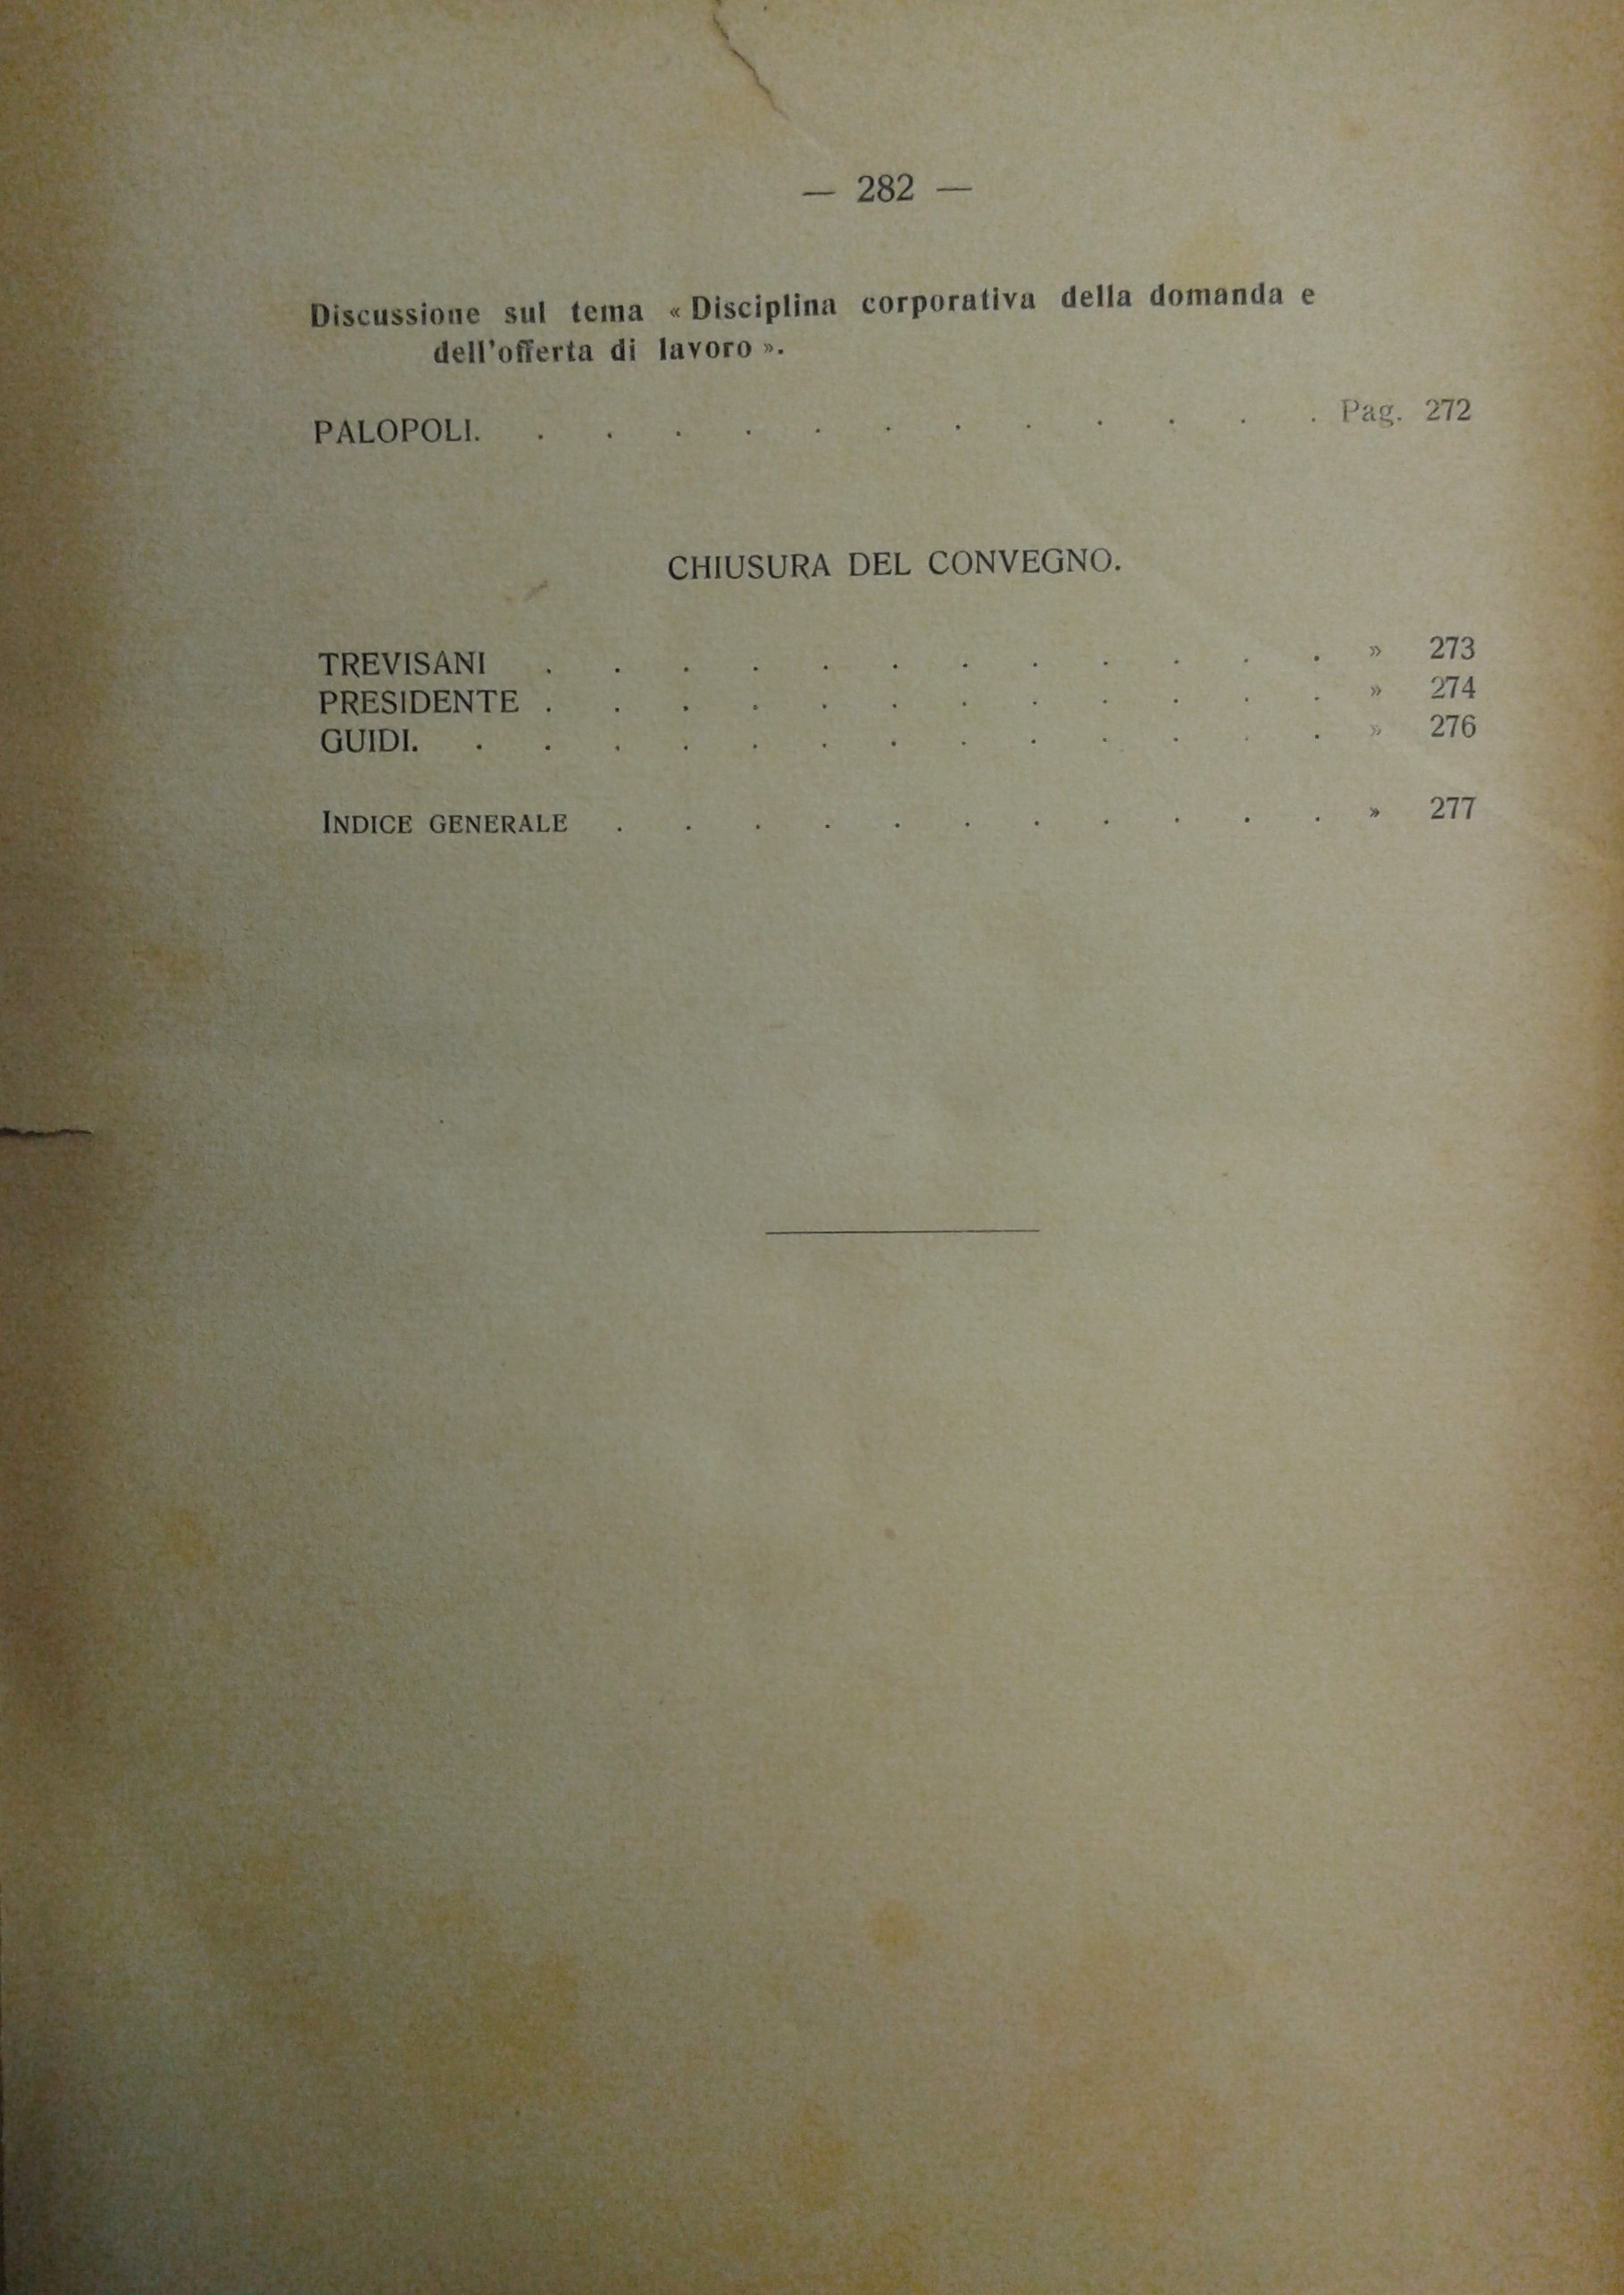 — 282 —
Discussione sul tema « Disciplina corporativa della domanda e
dell'offerta di lavoro ».
PALOPOLI. . . . . . . . . . . . . Pag. 272
CHIUSURA DEL CONVEGNO.
TREVISANI . . . . . . . . . . . . » 273
PRESIDENTE . . . . . . . . . . . . » 274
GUIDI. . . . . . . . . . . . . . » 276
INDICE GENERALE . . . . . . . . . . . » 277